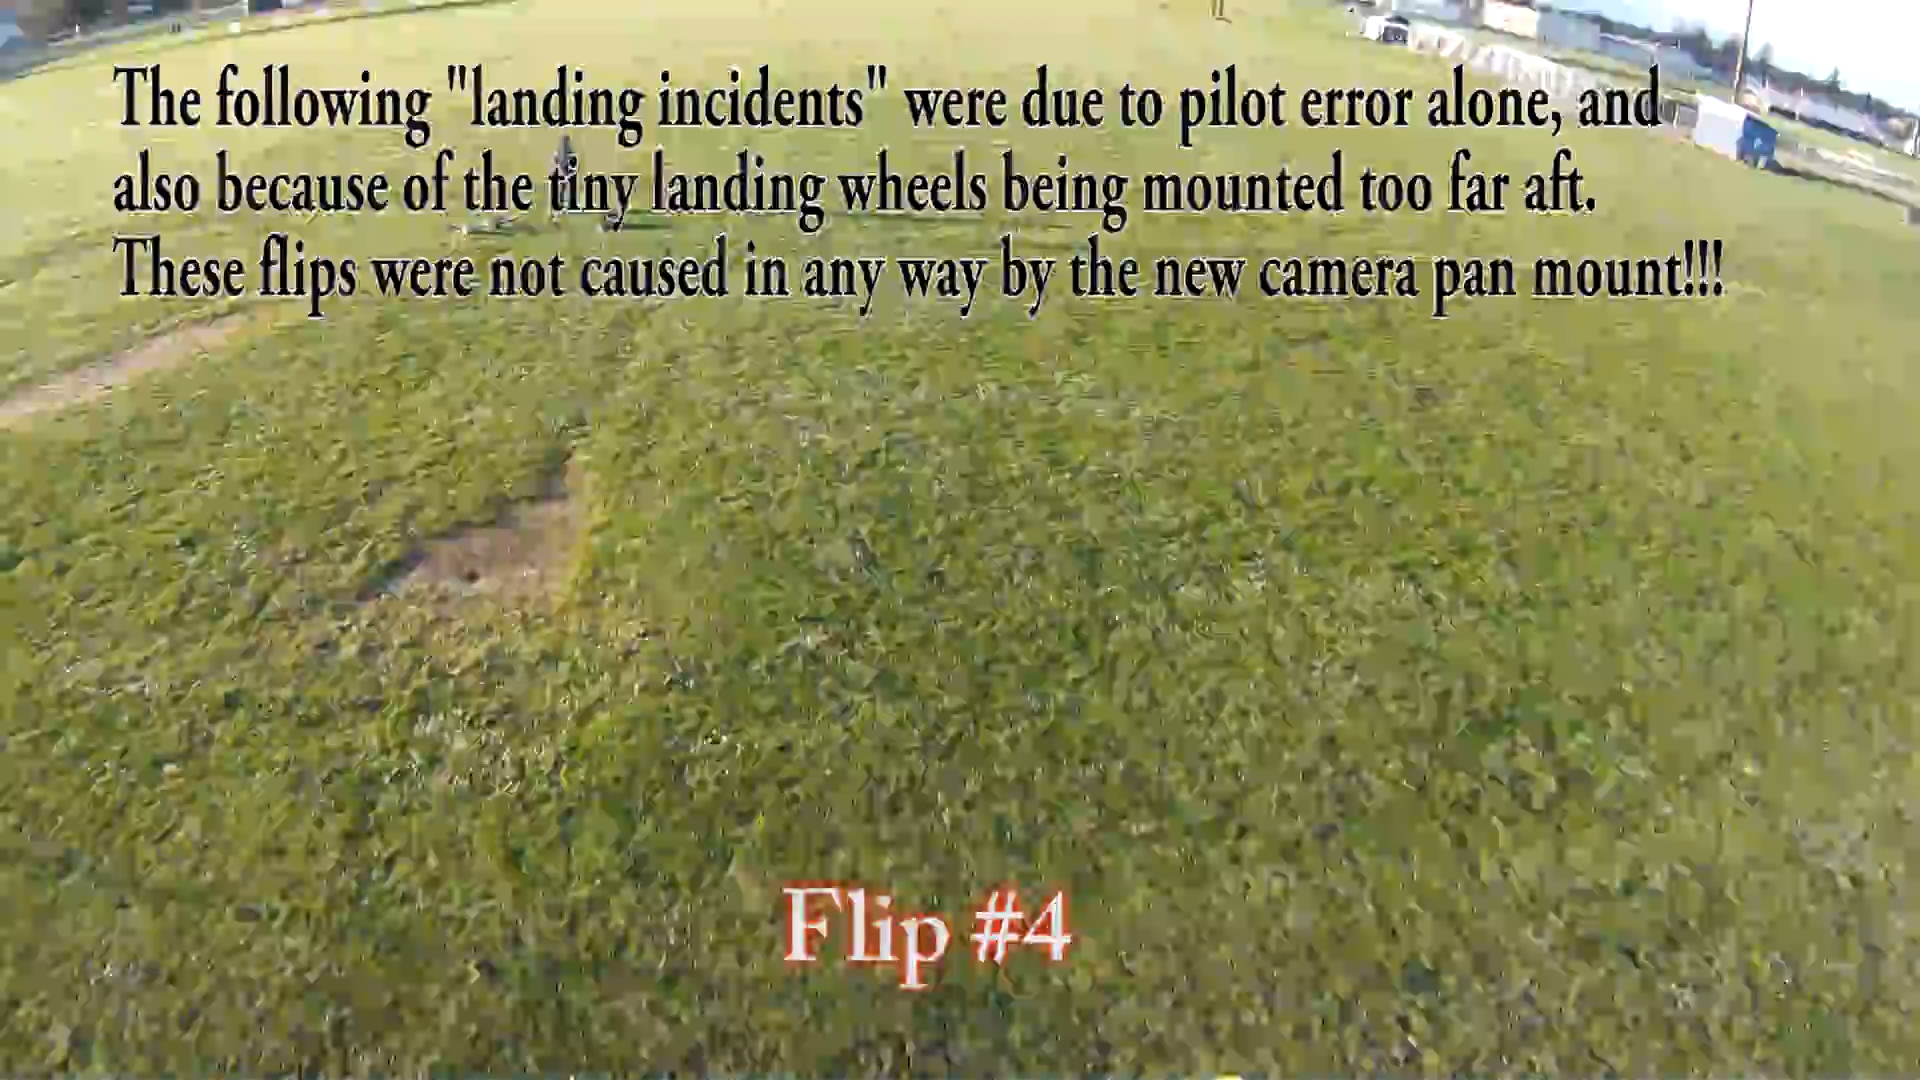 The following "landing incidents" were due to pilot error alone, and
also because of the tiny landing wheels being mounted too far aft.
These flips were not caused in any way by the new camera pan mount!!!
Flip #4